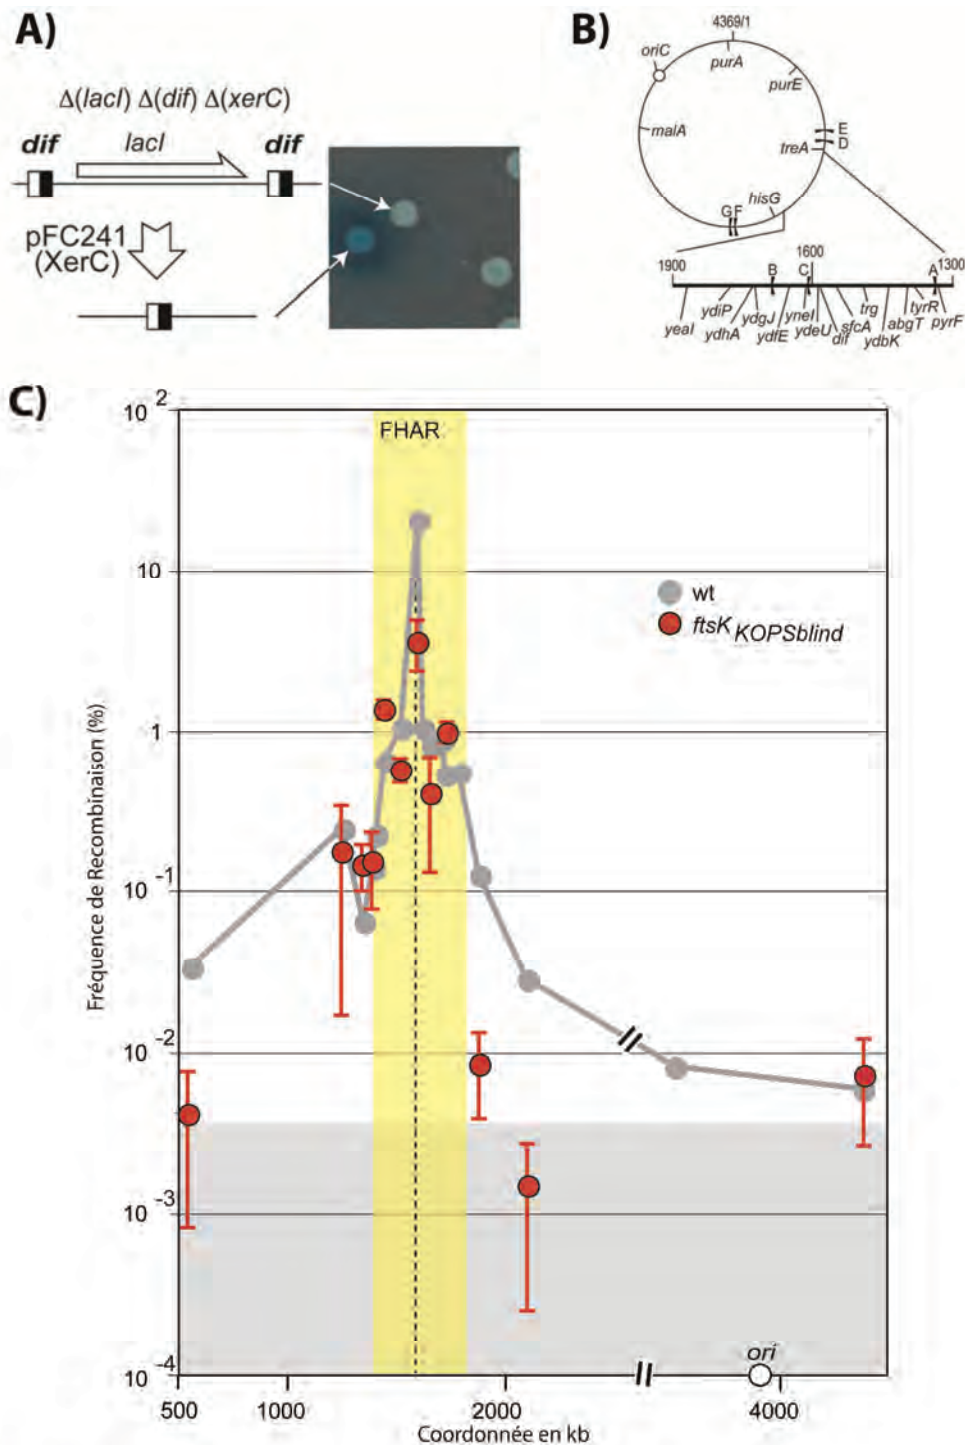 A)
Δ(lacI) Δ(dif) Δ(xerC)
dif lacI dif
pFC241
(XerC)
B)
4369/1
oriC
purA
purE
malA
E
D
treA
hisG
G F
1900 B C 1600 A 1300
yeaI ydiP ydhA ydgJ ydfE yneI ydeU dif sfcA trg ydbK abgT tyrR pyrF
C)
10 2
FHAR
10
wt
ftsK KOPSblind
1
10 -1
10 -2
10 -3
10 -4
ori
Fréquence de Recombinaison (%)
500 1000 2000 4000
Coordonnée en kb